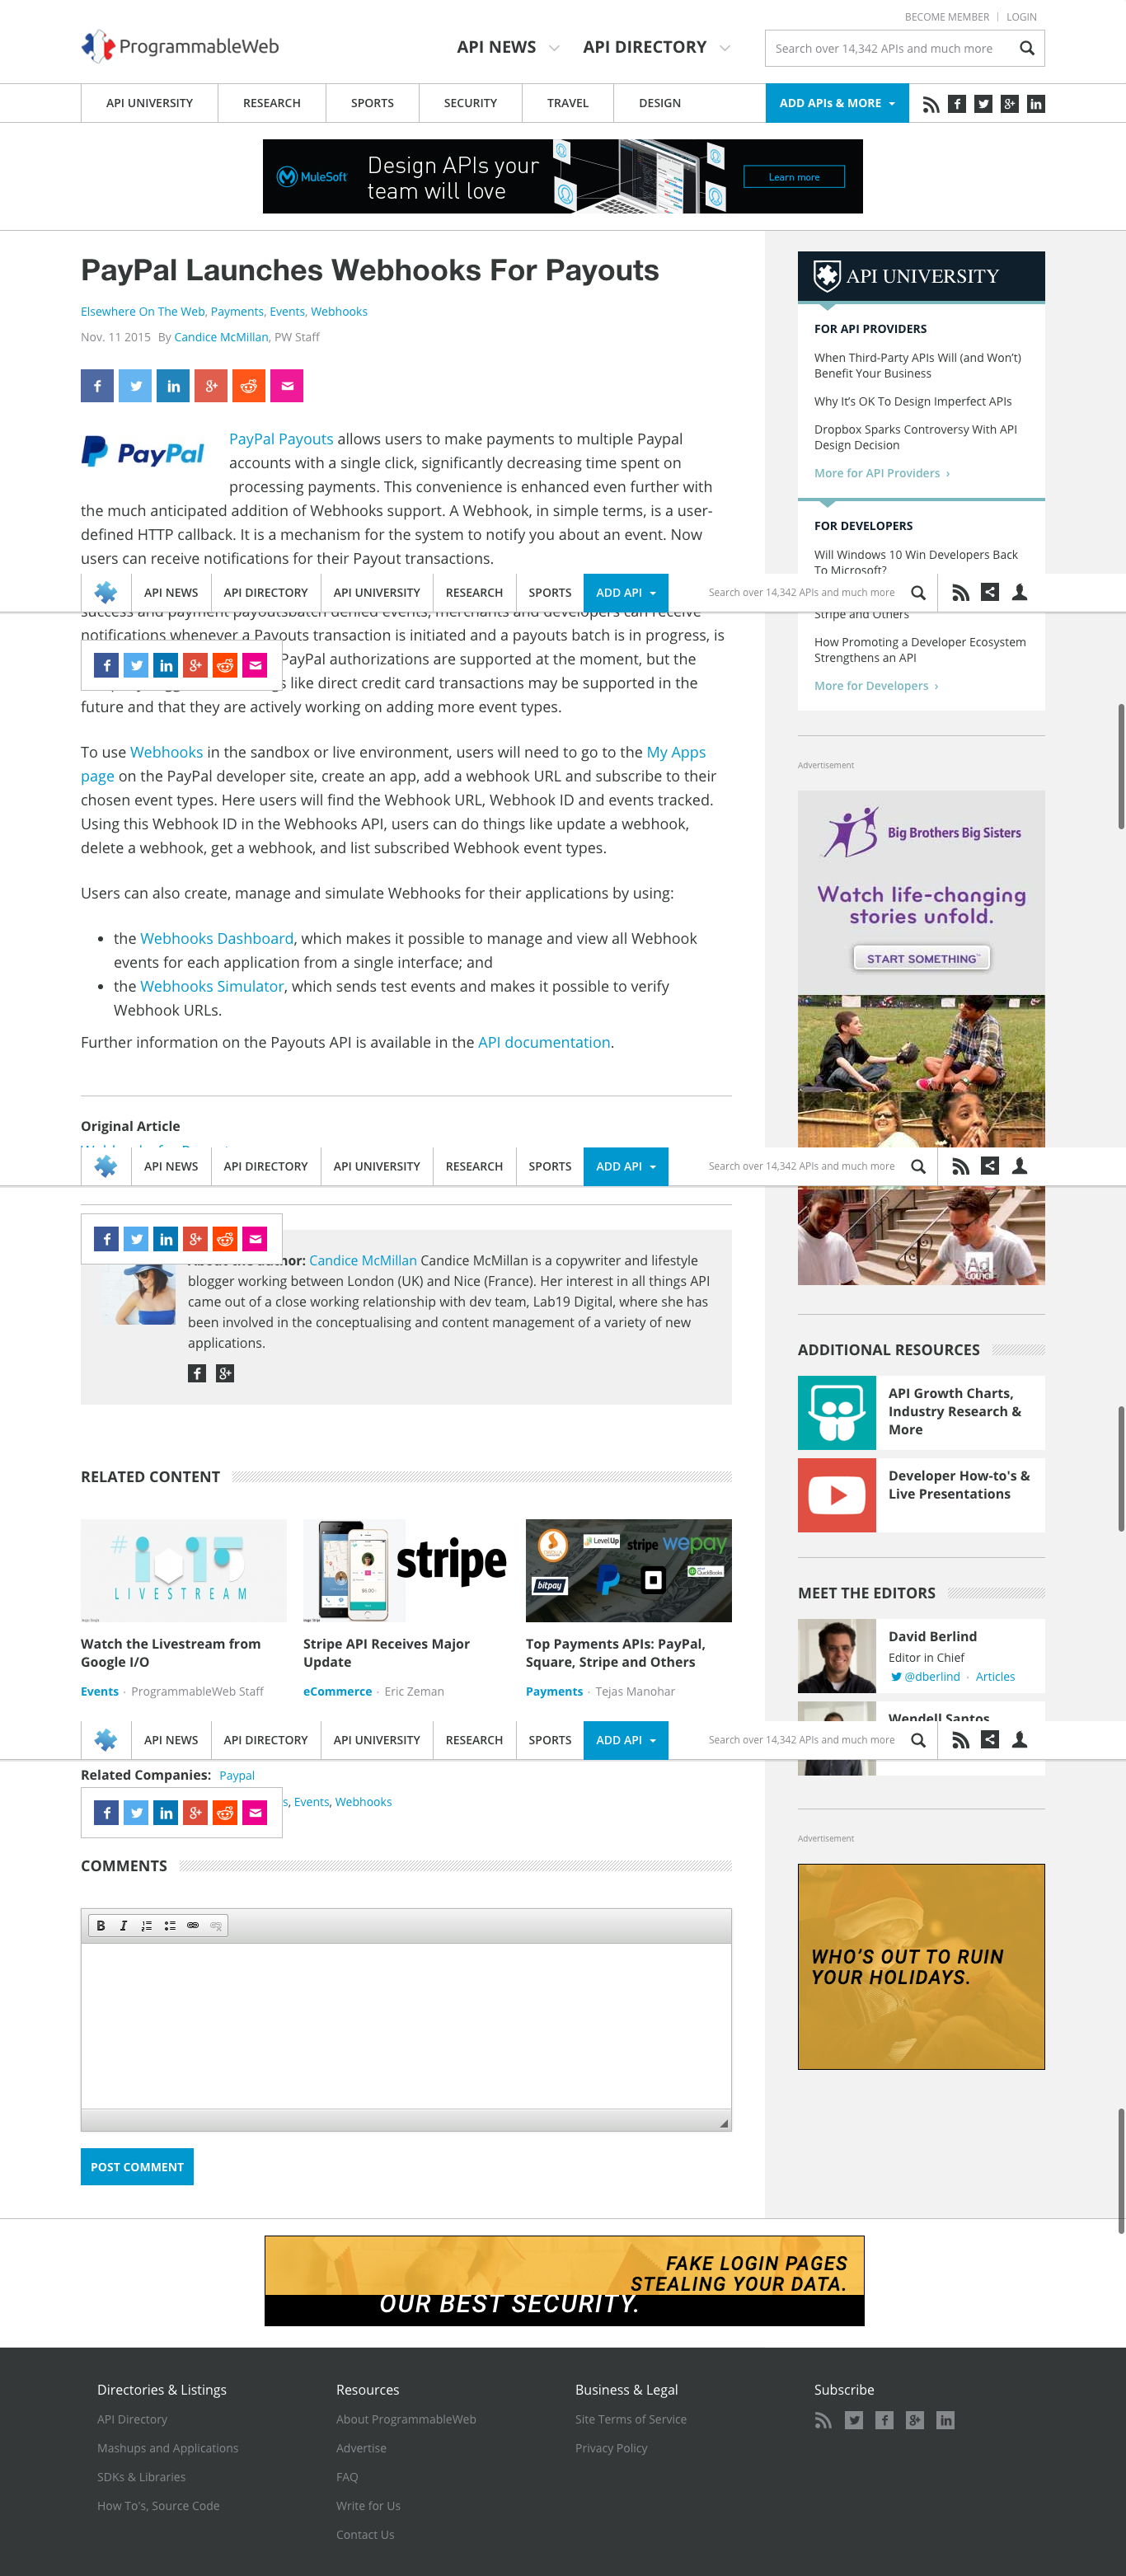 BECOME MEMBER | LOGIN
ProgrammableWeb
API NEWS
API DIRECTORY
Search over 14,342 APIs and much more
API UNIVERSITY
RESEARCH
SPORTS
SECURITY
TRAVEL
DESIGN
ADD APIs & MORE
MuleSoft
Design APIs your
team will love
Learn more
PayPal Launches Webhooks For Payouts
Elsewhere On The Web, Payments, Events, Webhooks
Nov. 11 2015 By Candice McMillan, PW Staff
PayPal
PayPal Payouts allows users to make payments to multiple Paypal
accounts with a single click, significantly decreasing time spent on
processing payments. This convenience is enhanced even further with
the much anticipated addition of Webhooks support. A Webhook, in simple terms, is a user-
defined HTTP callback. It is a mechanism for the system to notify you about an event. Now
users can receive notifications for their Payout transactions.
API NEWS
API DIRECTORY
API UNIVERSITY
RESEARCH
SPORTS
ADD API
Search over 14,342 APIs and much more
success and payment payoutsbatch denied events, merchants and developers can receive
notifications whenever a Payouts transaction is initiated and a payouts batch is in progress, is
PayPal authorizations are supported at the moment, but the
like direct credit card transactions may be supported in the
future and that they are actively working on adding more event types.
To use Webhooks in the sandbox or live environment, users will need to go to the My Apps
page on the PayPal developer site, create an app, add a webhook URL and subscribe to their
chosen event types. Here users will find the Webhook URL, Webhook ID and events tracked.
Using this Webhook ID in the Webhooks API, users can do things like update a webhook,
delete a webhook, get a webhook, and list subscribed Webhook event types.
Users can also create, manage and simulate Webhooks for their applications by using:
the Webhooks Dashboard, which makes it possible to manage and view all Webhook
events for each application from a single interface; and
the Webhooks Simulator, which sends test events and makes it possible to verify
Webhook URLs.
Further information on the Payouts API is available in the API documentation.
Original Article
API NEWS
API DIRECTORY
API UNIVERSITY
RESEARCH
SPORTS
ADD API
Search over 14,342 APIs and much more
About the author: Candice McMillan Candice McMillan is a copywriter and lifestyle
blogger working between London (UK) and Nice (France). Her interest in all things API
came out of a close working relationship with dev team, Lab19 Digital, where she has
been involved in the conceptualising and content management of a variety of new
applications.
RELATED CONTENT
#io15
LIVESTREAM
stripe
LevelUp
stripe
wepay
bitpay
QuickBooks
Watch the Livestream from
Google I/O
Events · ProgrammableWeb Staff
Stripe API Receives Major
Update
eCommerce · Eric Zeman
Top Payments APIs: PayPal,
Square, Stripe and Others
Payments · Tejas Manohar
API NEWS
API DIRECTORY
API UNIVERSITY
RESEARCH
SPORTS
ADD API
Search over 14,342 APIs and much more
Related Companies: Paypal
s, Events, Webhooks
COMMENTS
B I
POST COMMENT
API UNIVERSITY
FOR API PROVIDERS
When Third-Party APIs Will (and Won't)
Benefit Your Business
Why It's OK To Design Imperfect APIs
Dropbox Sparks Controversy With API
Design Decision
More for API Providers ›
FOR DEVELOPERS
Will Windows 10 Win Developers Back
To Microsoft?
Stripe and Others
How Promoting a Developer Ecosystem
Strengthens an API
More for Developers ›
Advertisement
Big Brothers Big Sisters
Watch life-changing
stories unfold.
START SOMETHING™
Ad
Council
ADDITIONAL RESOURCES
API Growth Charts,
Industry Research &
More
Developer How-to's &
Live Presentations
MEET THE EDITORS
David Berlind
Editor in Chief
@dberlind · Articles
Wendell Santos
Advertisement
WHO'S OUT TO RUIN
YOUR HOLIDAYS.
FAKE LOGIN PAGES
STEALING YOUR DATA.
OUR BEST SECURITY.
Directories & Listings
API Directory
Mashups and Applications
SDKs & Libraries
How To's, Source Code
Resources
About ProgrammableWeb
Advertise
FAQ
Write for Us
Contact Us
Business & Legal
Site Terms of Service
Privacy Policy
Subscribe